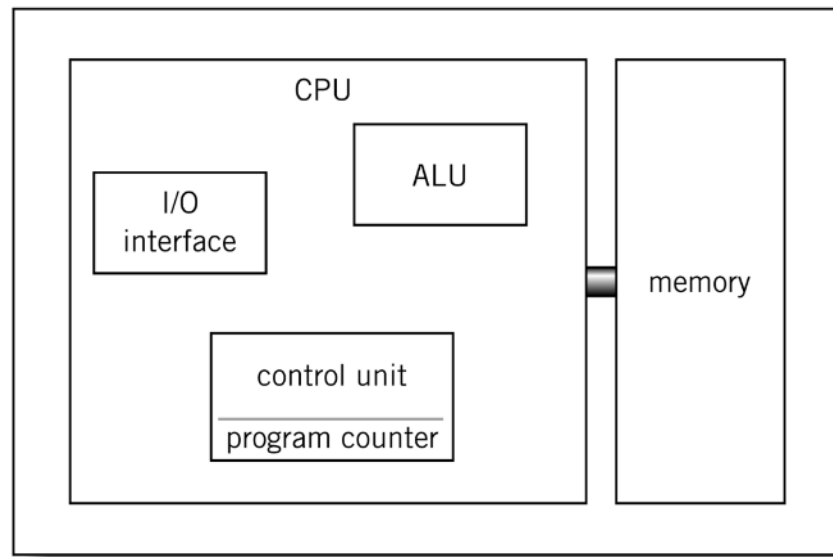 CPU
ALU
I/O
interface
memory
control unit
program counter